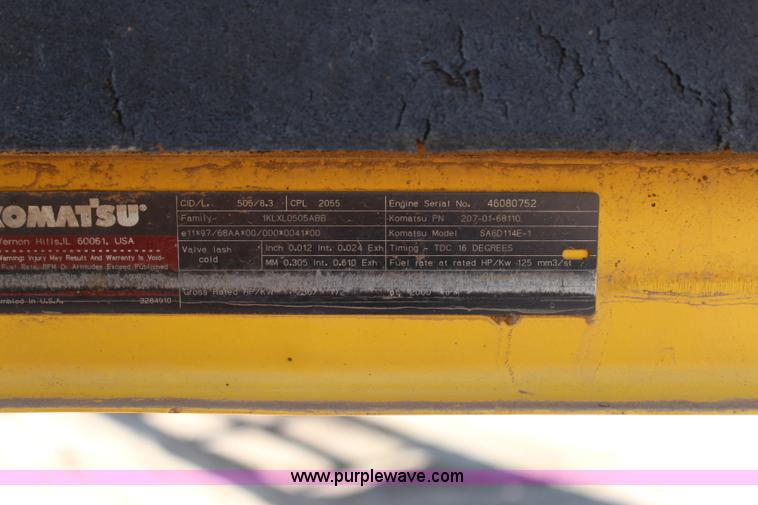 KOMATSU
Vernon Hills,IL 60061, USA
Warning: Injury May Result And Warranty Is Void
Fuel Rate, RPM Or Altitudes Exceed Published
Assembled In U.S.A. 3284910
CID/L. 505/8.3 CPL 2055
Family 1KLXL0505ABB
e11*97/68AA*00/000*0041*00
Valve lash cold Inch 0.012 Int. 0.024 Exh
MM 0.305 Int. 0.610 Exh
Gross Rated HP/Kw
Engine Serial No. 46080752
Komatsu PN 207-01-68110
Komatsu Model SA6D114E-1
Timing - TDC 16 DEGREES
Fuel rate at rated HP/Kw 125 mm3/st
2000
www.purplewave.com